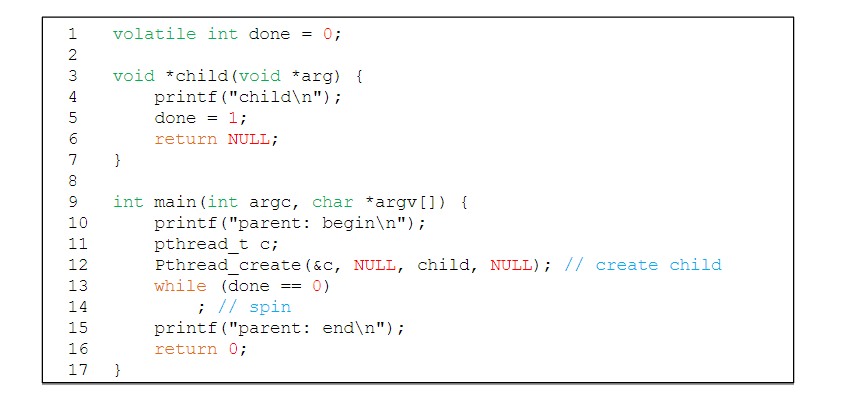 1 volatile int done = 0;
2
3 void *child(void *arg) {
4 printf("child\n");
5 done = 1;
6 return NULL;
7 }
8
9 int main(int argc, char *argv[]) {
10 printf("parent: begin\n");
11 pthread_t c;
12 Pthread_create(&c, NULL, child, NULL); // create child
13 while (done == 0)
14 ; // spin
15 printf("parent: end\n");
16 return 0;
17 }